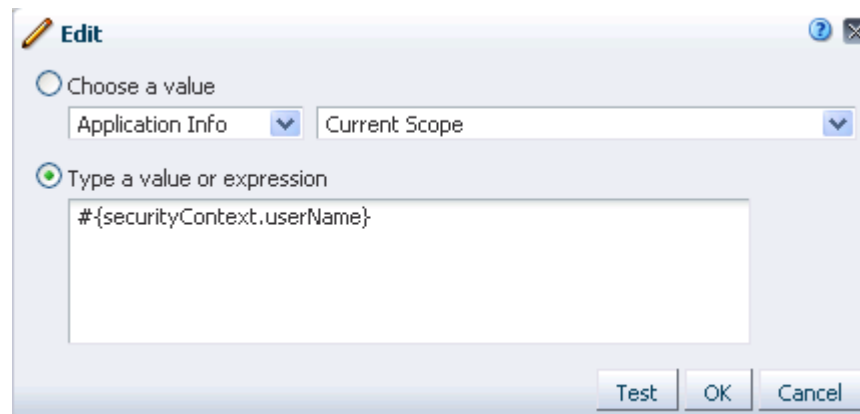 Edit
Choose a value
Application Info Current Scope
Type a value or expression
#{securityContext.userName}
Test OK Cancel